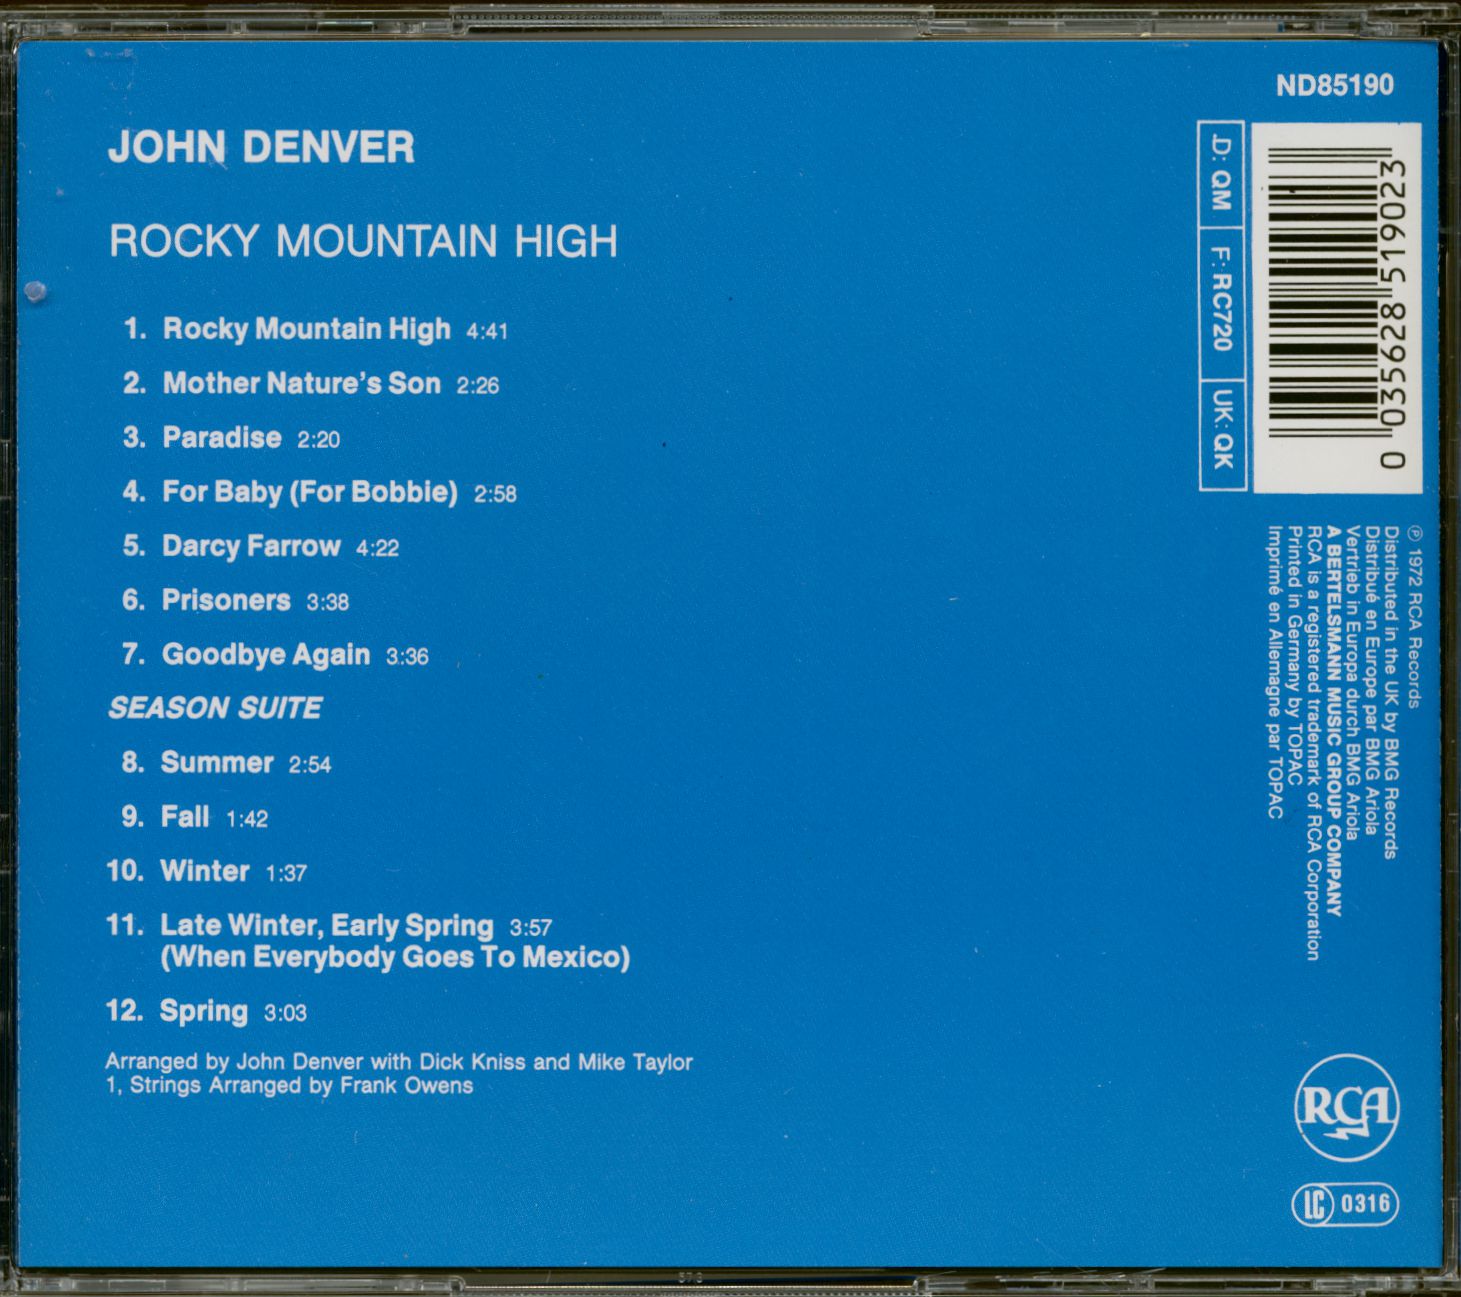 ND85190
JOHN DENVER
ROCKY MOUNTAIN HIGH
1. Rocky Mountain High 4:41
2. Mother Nature's Son 2:26
3. Paradise 2:20
4. For Baby (For Bobbie) 2:58
5. Darcy Farrow 4:22
6. Prisoners 3:38
7. Goodbye Again 3:36
SEASON SUITE
8. Summer 2:54
9. Fall 1:42
10. Winter 1:37
11. Late Winter, Early Spring 3:57
(When Everybody Goes To Mexico)
12. Spring 3:03
Arranged by John Denver with Dick Kniss and Mike Taylor
1, Strings Arranged by Frank Owens
D: QM F: RC720 UK: QK
0 035628 519023
℗ 1972 RCA Records
Distributed in the UK by BMG Records
Distribué en Europe par BMG Ariola
Vertrieb in Europa durch BMG Ariola
A BERTELSMANN MUSIC GROUP COMPANY
RCA is a registered trademark of RCA Corporation
Printed in Germany by TOPAC
Imprimé en Allemagne par TOPAC
RCA
LC 0316